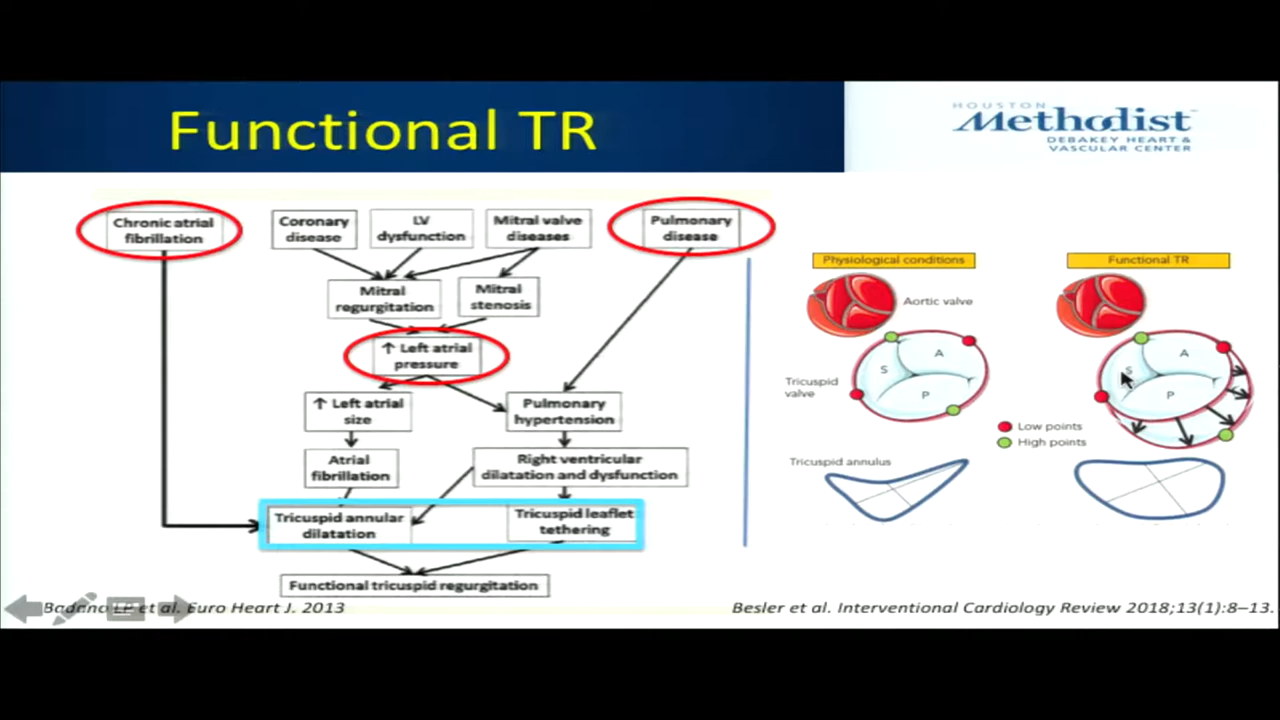 Functional TR
HOUSTON
Methodist
DEBAKEY HEART &
VASCULAR CENTER
Chronic atrial
fibrillation
Coronary
disease
LV
dysfunction
Mitral valve
diseases
Pulmonary
disease
Mitral
regurgitation
Mitral
stenosis
↑ Left atrial
pressure
↑ Left atrial
size
Pulmonary
hypertension
Atrial
fibrillation
Right ventricular
dilatation and dysfunction
Tricuspid annular
dilatation
Tricuspid leaflet
tethering
Functional tricuspid regurgitation
Physiological conditions
Aortic valve
A
S
P
Tricuspid
valve
Tricuspid annulus
Low points
High points
Functional TR
A
S
P
Badano LP et al. Euro Heart J. 2013
Besler et al. Interventional Cardiology Review 2018;13(1):8–13.